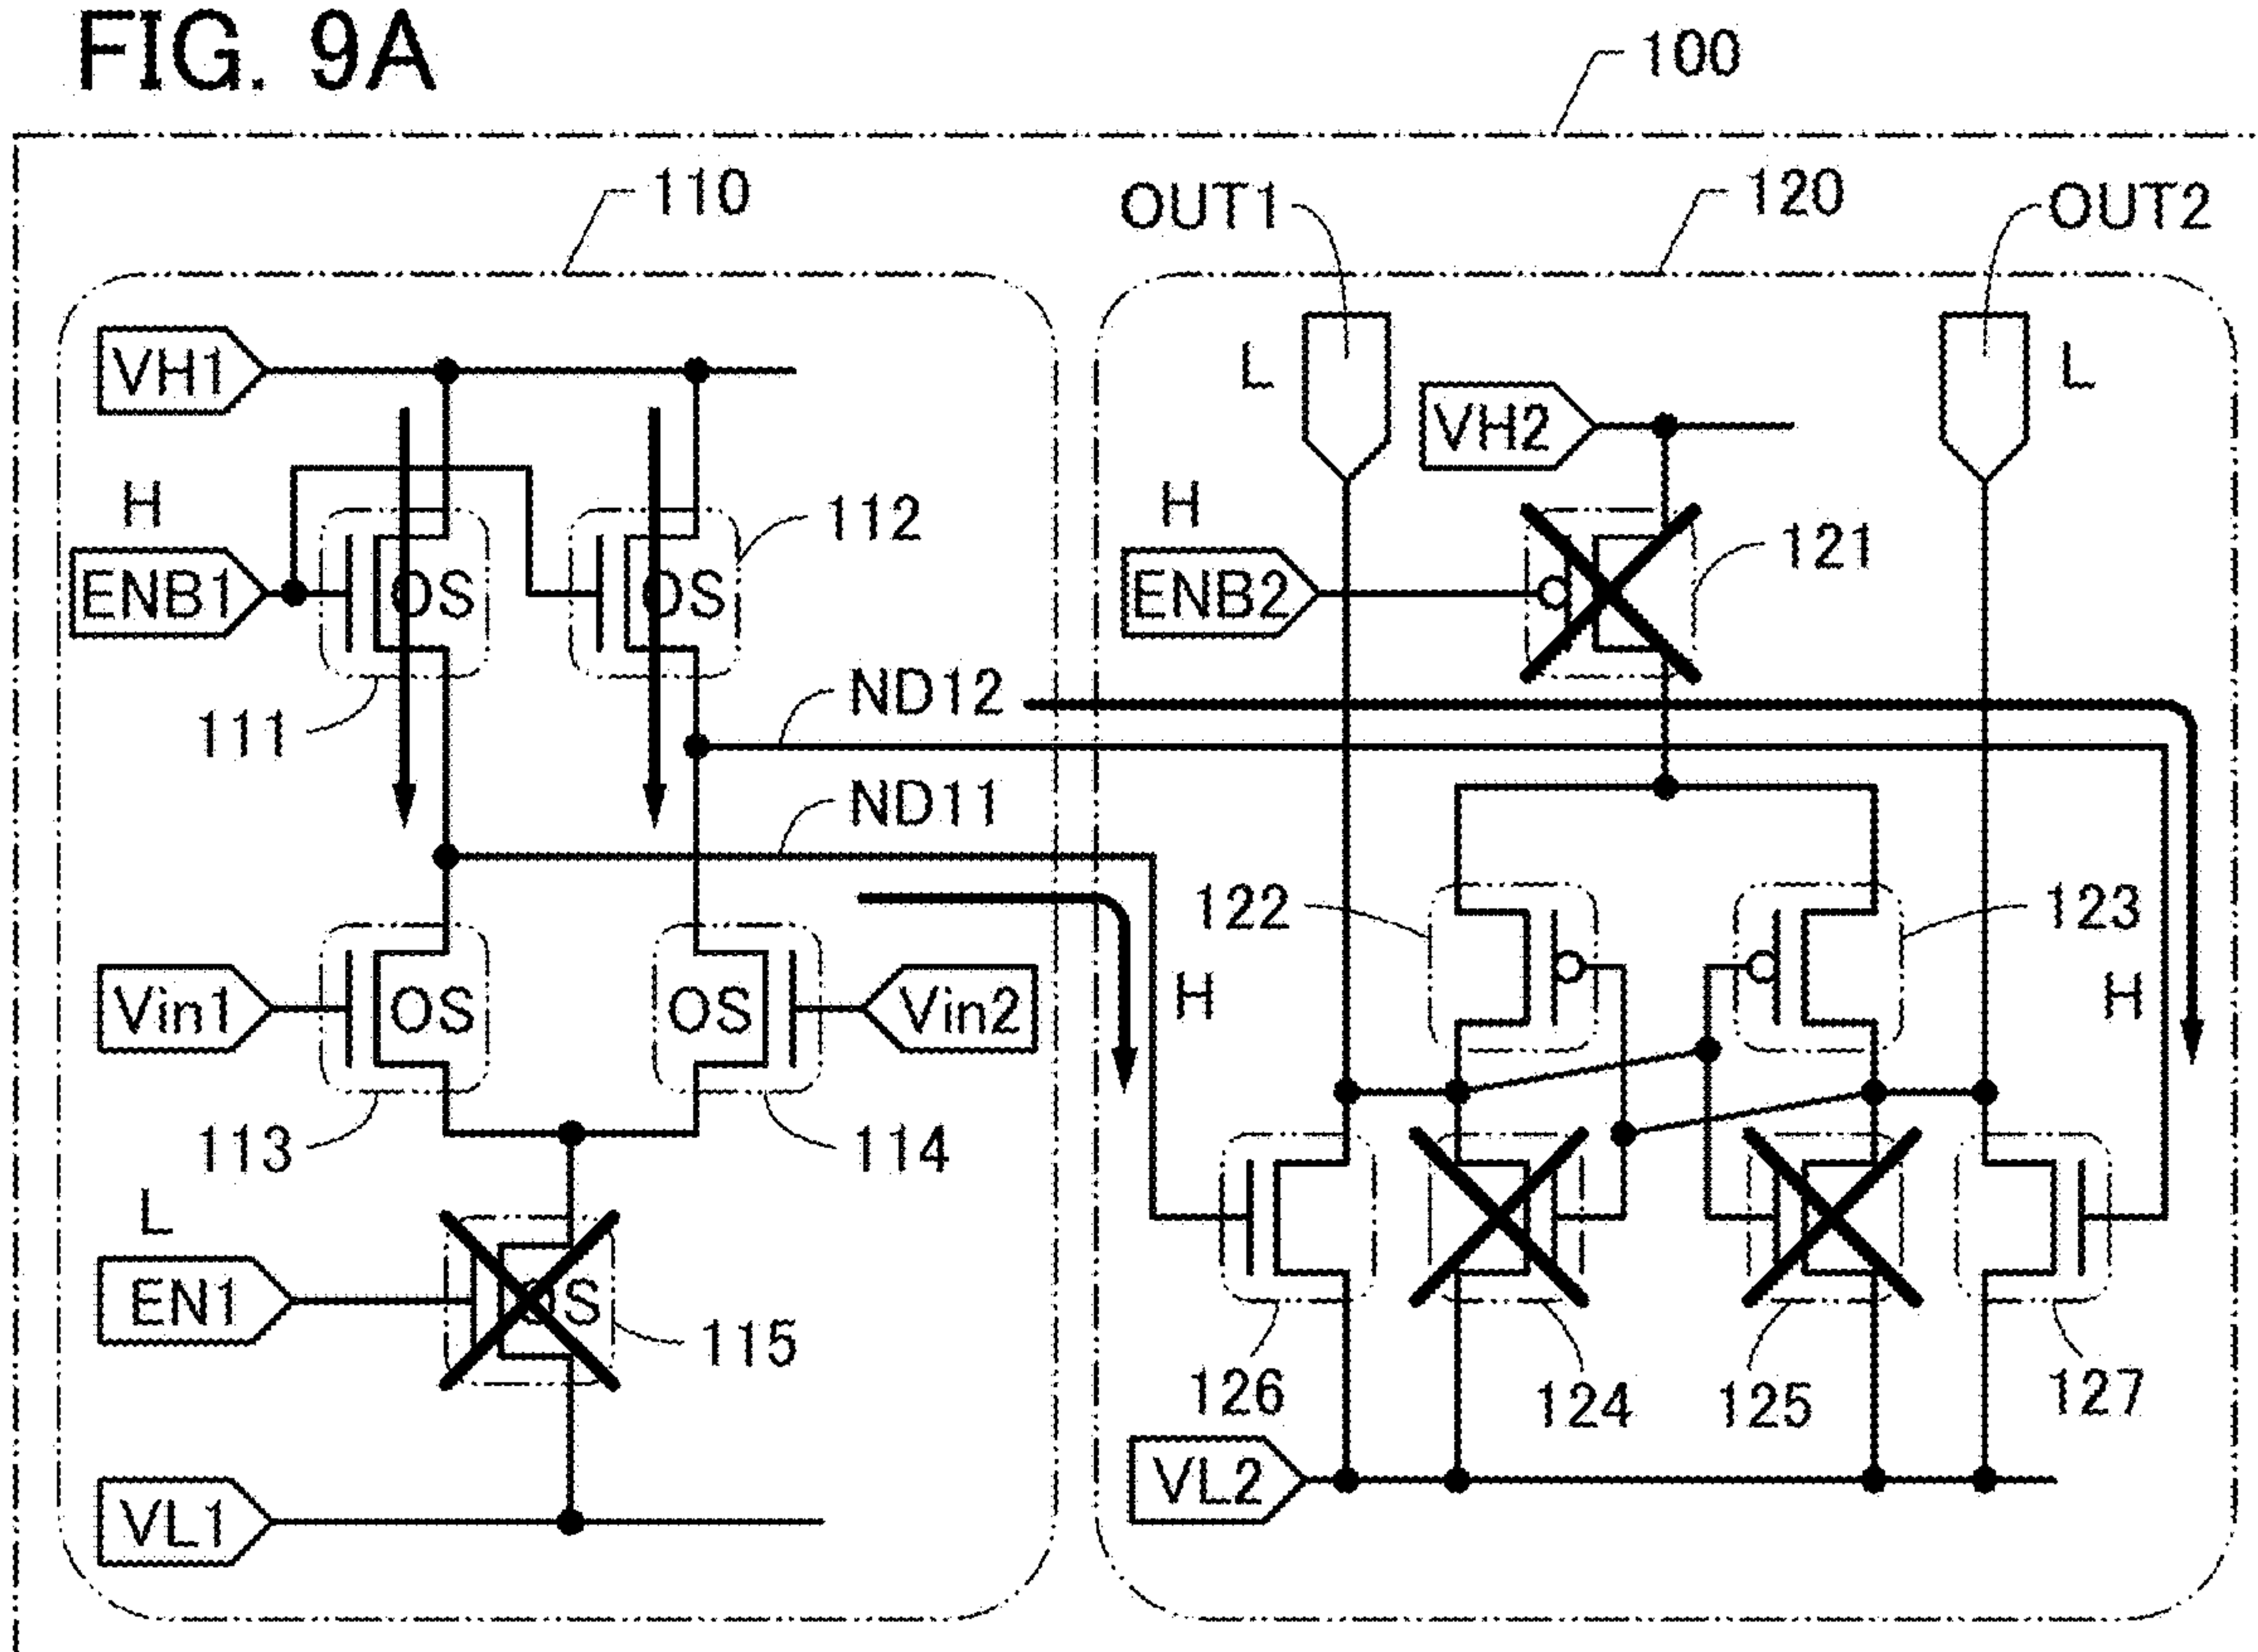 FIG. 9A
100
110
OUT1
120
OUT2
VH1
L
VH2
L
H
112
H
121
ENB1
OS
OS
ENB2
111
ND12
ND11
122
123
Vin1
OS
OS
Vin2
H
H
113
114
L
EN1
OS
115
126
124
125
127
VL1
VL2